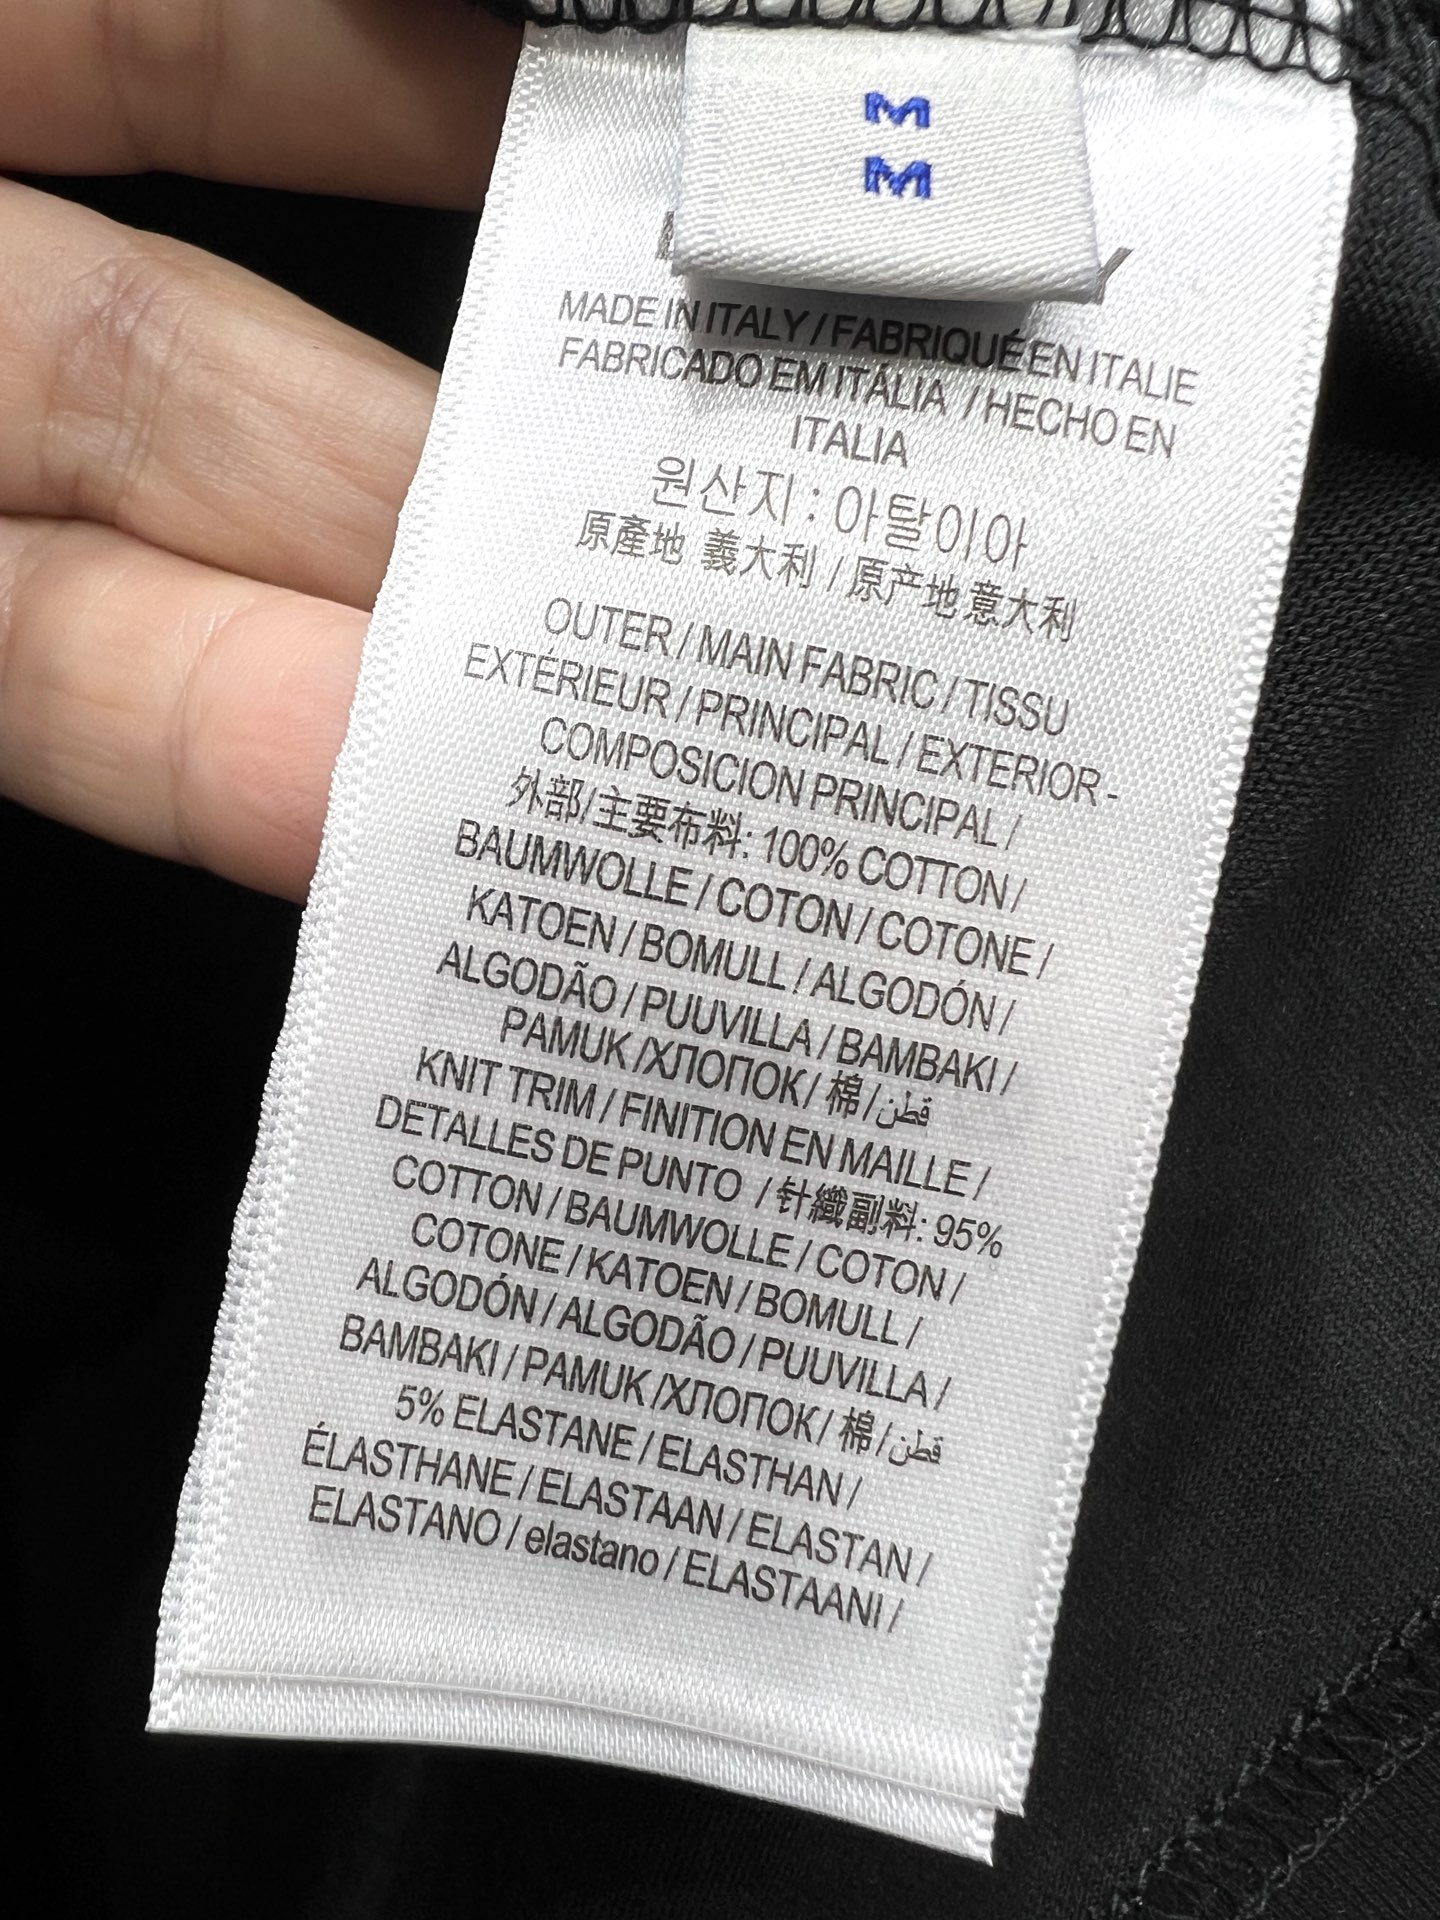 M
M
MADE IN ITALY / FABRIQUÉ EN ITALIE
FABRICADO EM ITÁLIA / HECHO EN
ITALIA
원산지 : 아탈이아
原產地 義大利 / 原产地意大利
OUTER / MAIN FABRIC / TISSU
EXTÉRIEUR / PRINCIPAL / EXTERIOR -
COMPOSICION PRINCIPAL /
外部/主要布料: 100% COTTON /
BAUMWOLLE / COTON / COTONE /
KATOEN / BOMULL / ALGODÓN /
ALGODÃO / PUUVILLA / BAMBAKI /
PAMUK /ХЛОПОК/ 棉/قطن
KNIT TRIM / FINITION EN MAILLE /
DETALLES DE PUNTO / 针織副料: 95%
COTTON / BAUMWOLLE / COTON /
COTONE / KATOEN / BOMULL /
ALGODÓN / ALGODÃO / PUUVILLA /
BAMBAKI / PAMUK /ХЛОПОК/ 棉/قطن
5% ELASTANE / ELASTHAN /
ÉLASTHANE / ELASTAAN / ELASTAN /
ELASTANO / elastano / ELASTAANI /